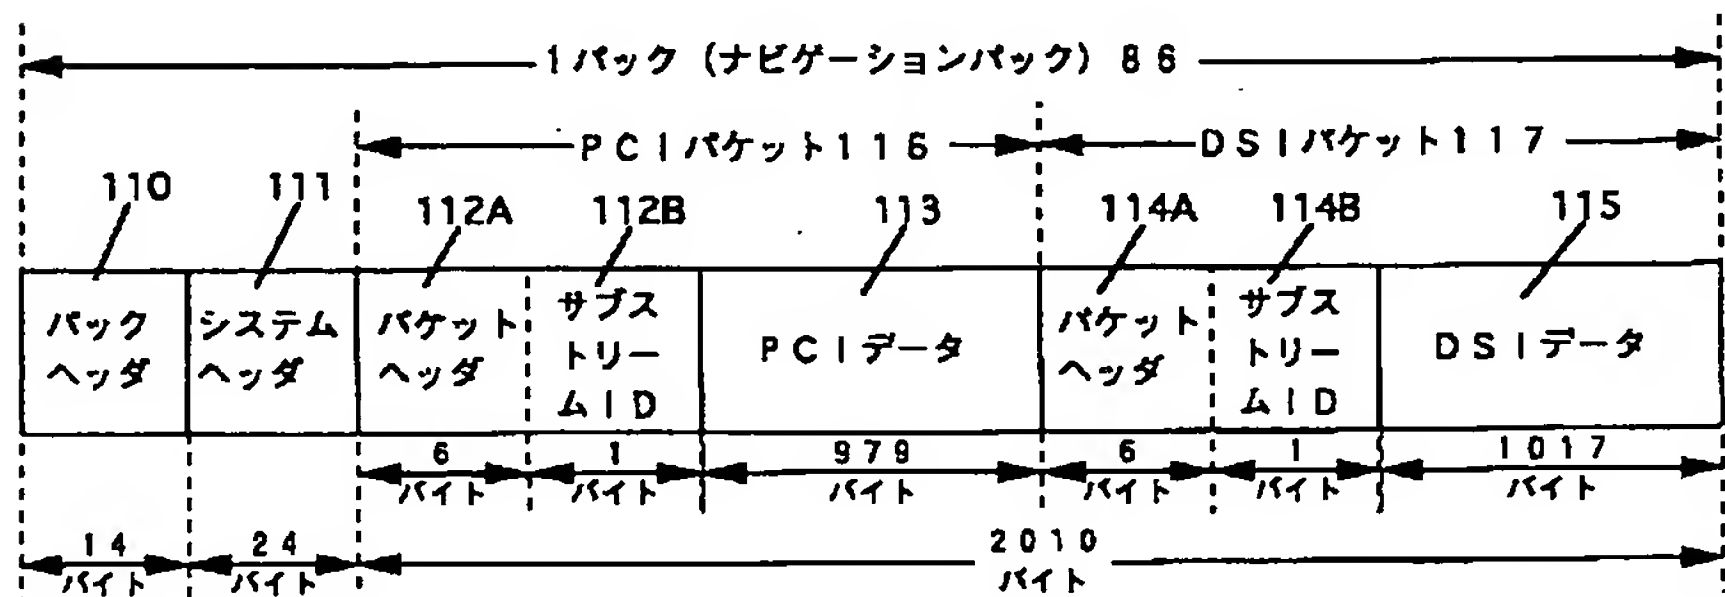 1パック (ナビゲーションパック) 86
PCIパケット116
DSIパケット117
110
111
112A
112B
113
114A
114B
115
パック
ヘッダ
システム
ヘッダ
パケット
ヘッダ
サブス
トリー
ムID
PCIデータ
パケット
ヘッダ
サブス
トリー
ムID
DSIデータ
6
バイト
1
バイト
979
バイト
6
バイト
1
バイト
1017
バイト
14
バイト
24
バイト
2010
バイト